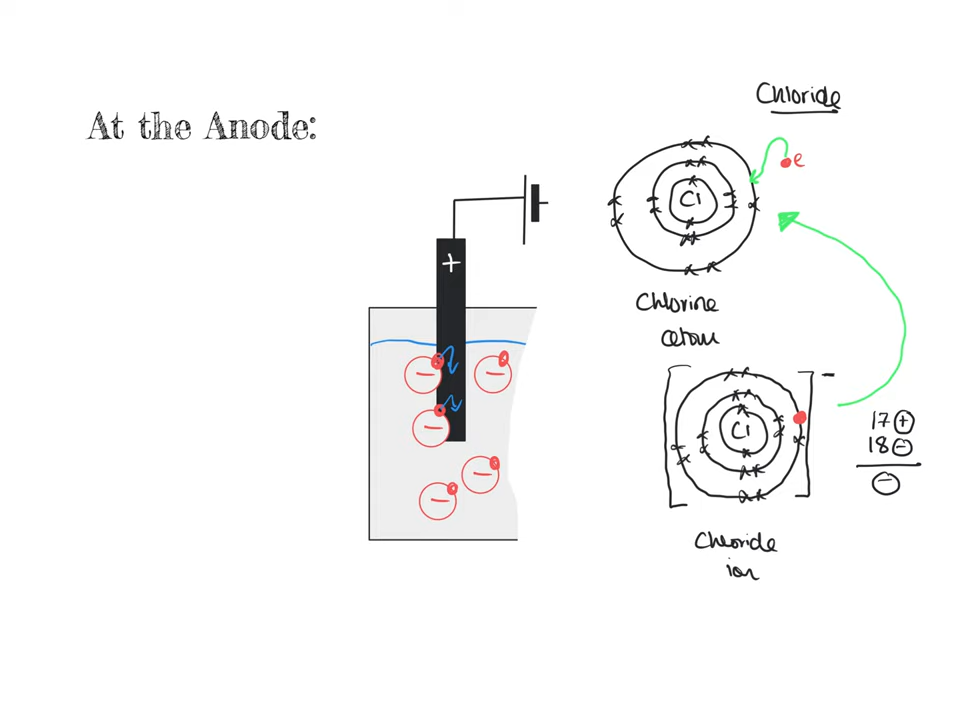 At the Anode:
Chloride
e
Cl
+
Chlorine
atom
−
−
−
−
−
Cl
−
17 +
18 −
−
Chloride
ion